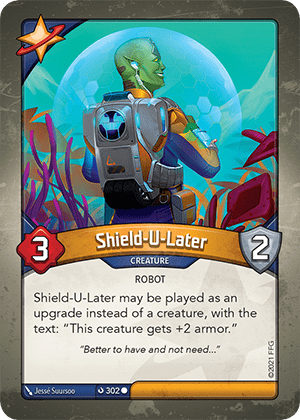 Shield-U-Later
3
CREATURE
2
ROBOT
Shield-U-Later may be played as an
upgrade instead of a creature, with
the text: “This creature gets +2 armor.”
"Better to have and not need..."
©2021 FFG
Jessé Suursoo
302